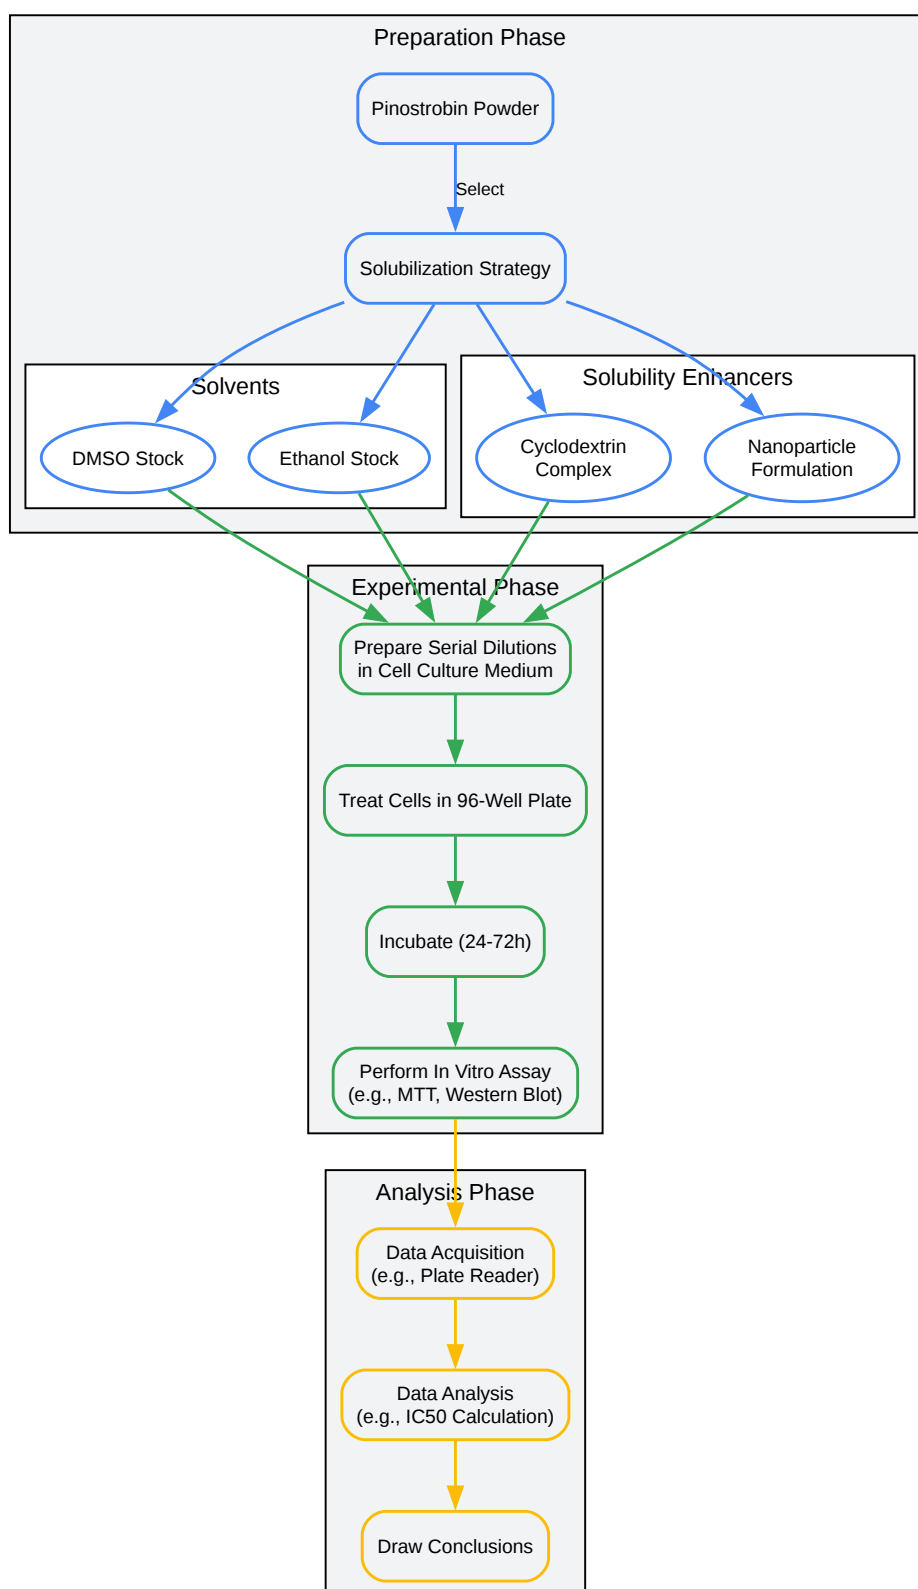 Preparation Phase
Pinostrobin Powder
Select
Solubilization Strategy
Solvents
Solubility Enhancers
DMSO Stock
Ethanol Stock
Cyclodextrin
Complex
Nanoparticle
Formulation
Experimental Phase
Prepare Serial Dilutions
in Cell Culture Medium
Treat Cells in 96-Well Plate
Incubate (24-72h)
Perform In Vitro Assay
(e.g., MTT, Western Blot)
Analysis Phase
Data Acquisition
(e.g., Plate Reader)
Data Analysis
(e.g., IC50 Calculation)
Draw Conclusions